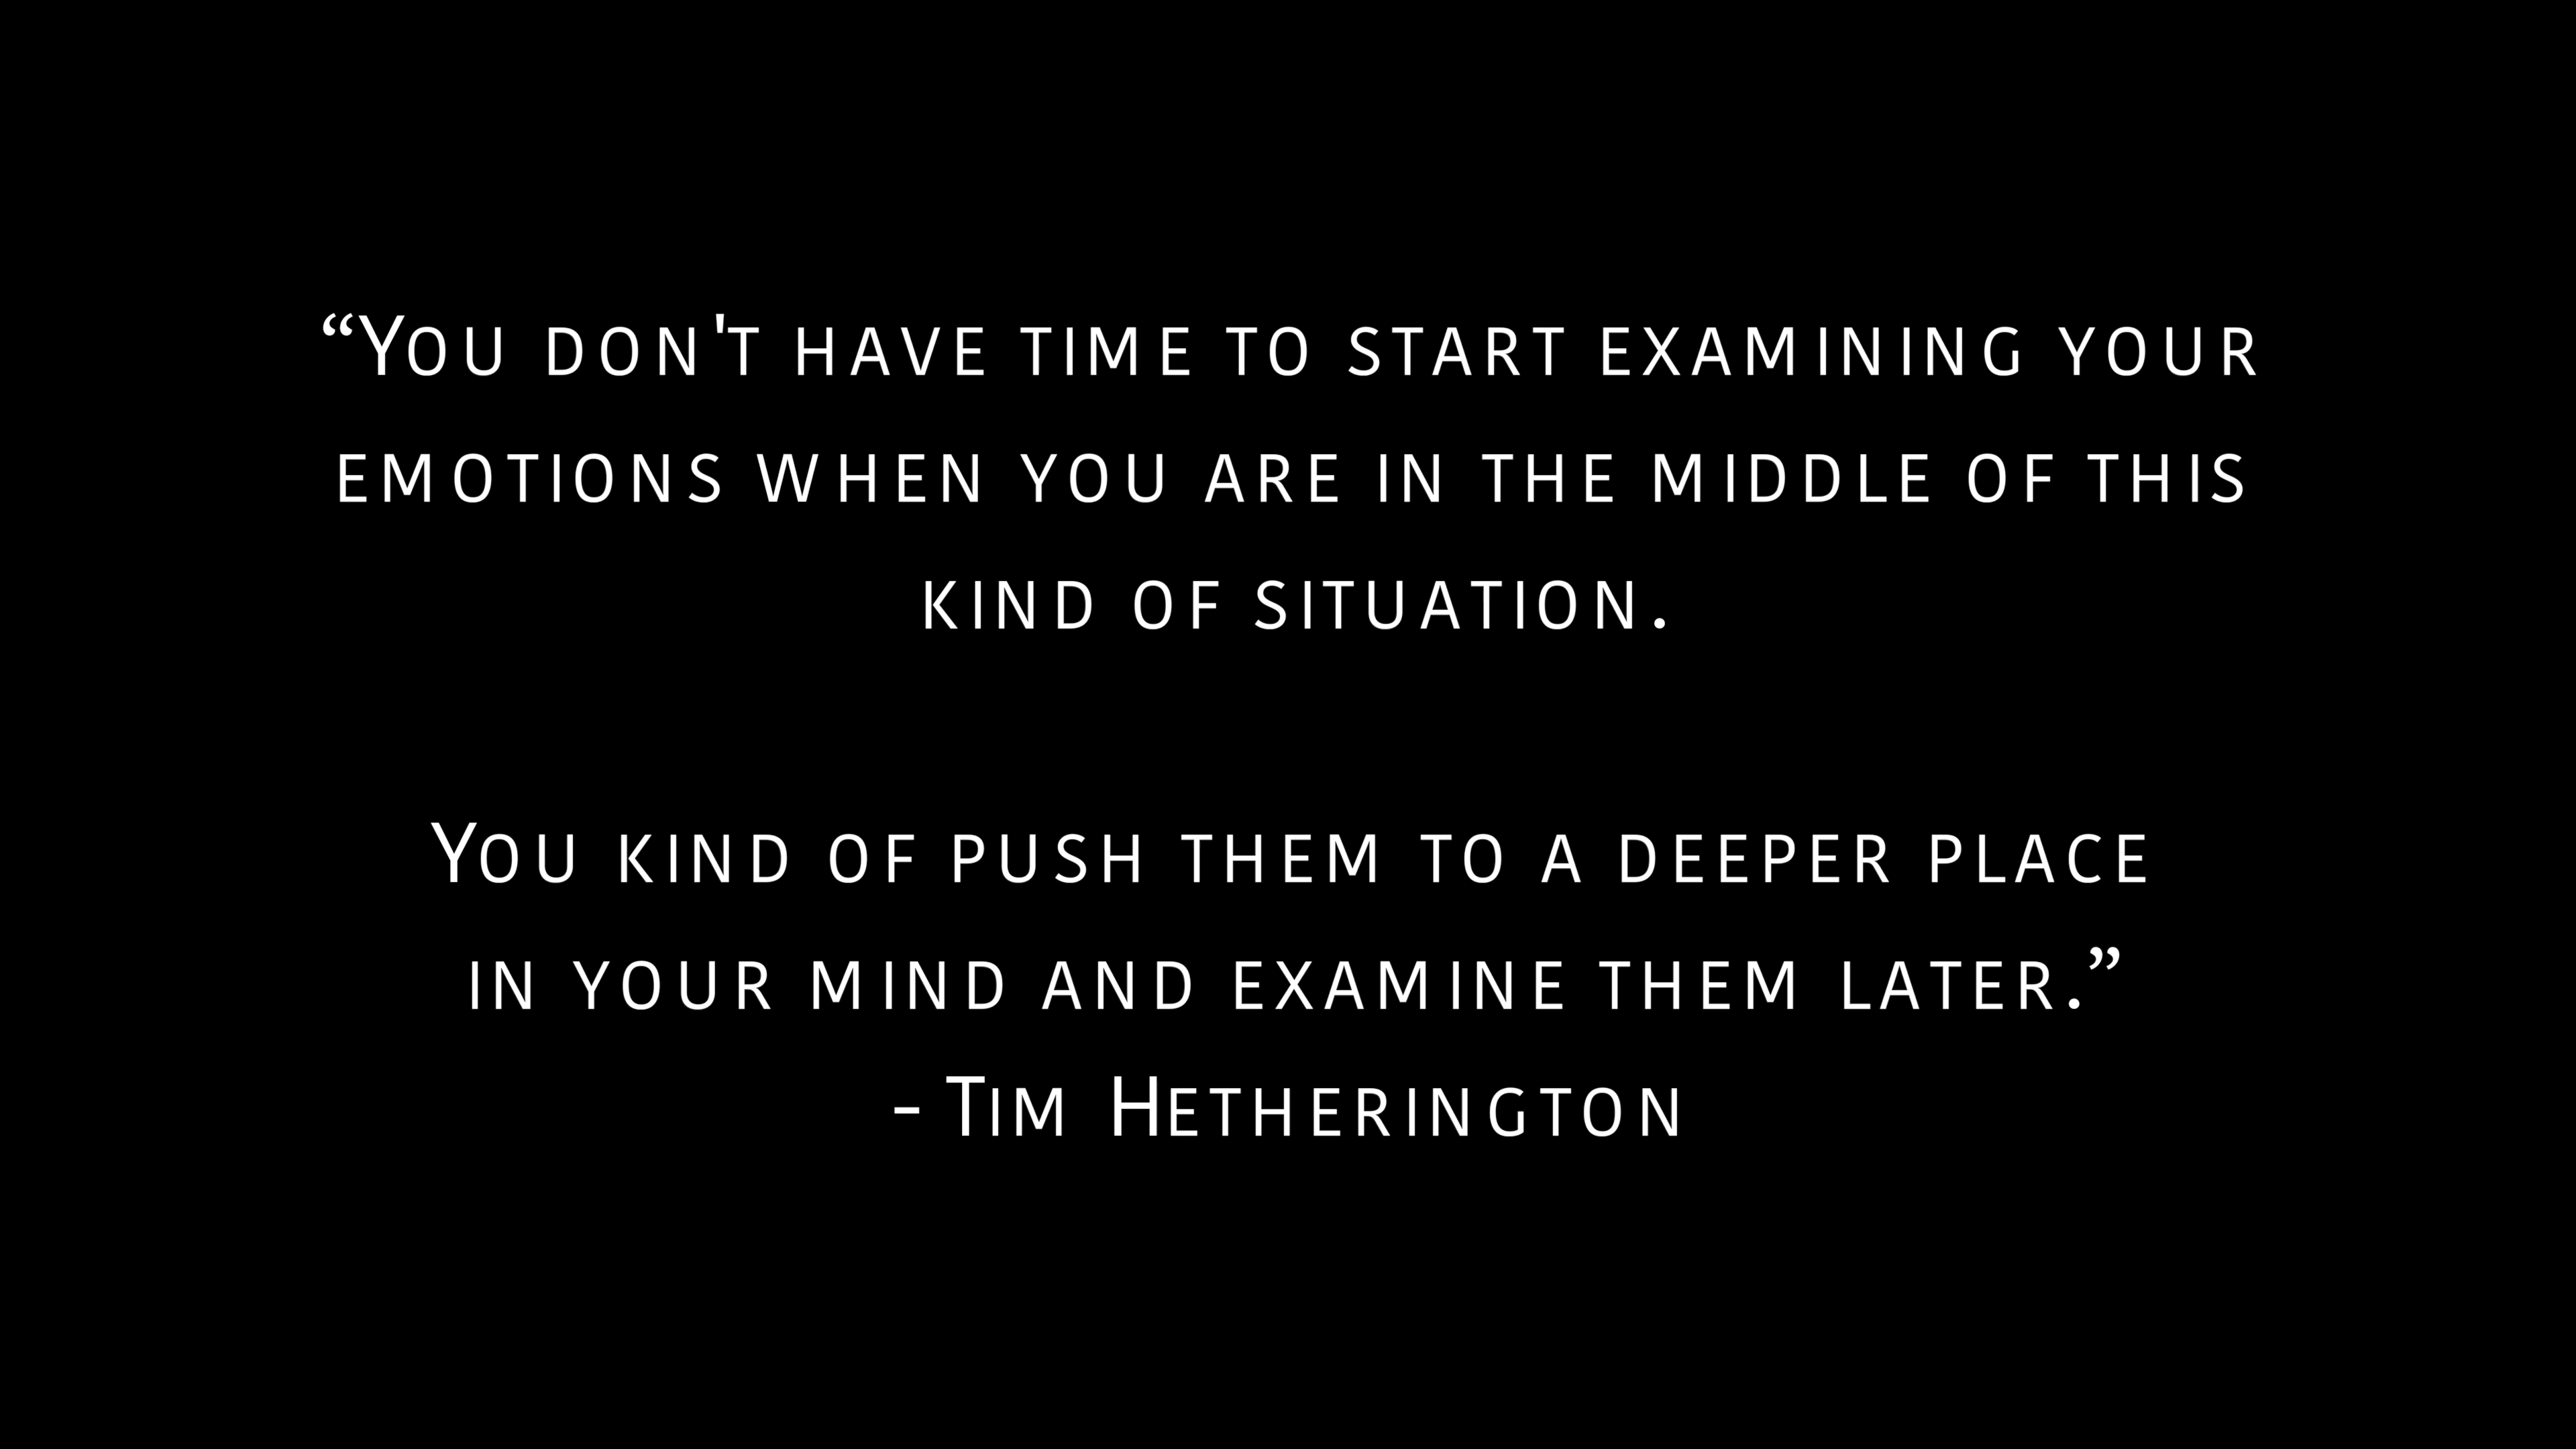 “You don't have time to start examining your
emotions when you are in the middle of this
kind of situation.
You kind of push them to a deeper place
in your mind and examine them later.”
- Tim Hetherington